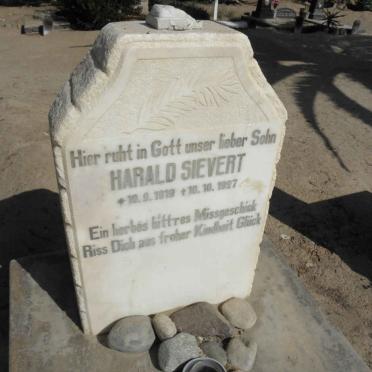 Hier ruht in Gott unser lieber Sohn
HARALD SIEVERT
* 10. 9. 1919 + 10. 10. 1927
Ein herbes bittres Missgeschick
Riss Dich aus froher Kindheit Glück